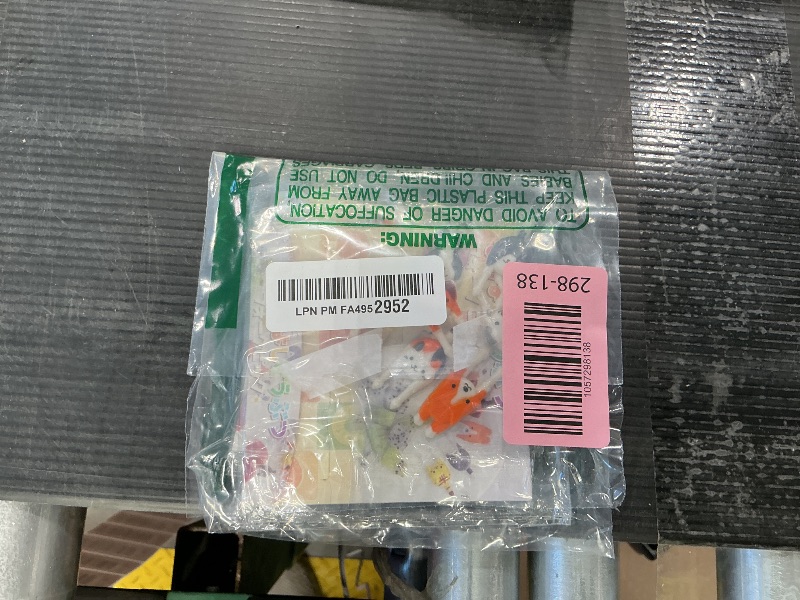 WARNING:
TO AVOID DANGER OF SUFFOCATION,
KEEP THIS PLASTIC BAG AWAY FROM
BABIES AND CHILDREN. DO NOT USE
LPN PM FA4952952
298-138
1057298138